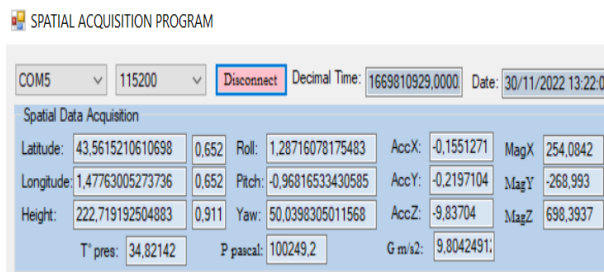 SPATIAL ACQUISITION PROGRAM
COM5 115200 Disconnect Decimal Time: 1669810929,0000 Date: 30/11/2022 13:22:0
Spatial Data Acquisition
Latitude: 43,5615210610698 0,652 Roll: 1,28716078175483 AccX: -0,1551271 MagX 254,0842
Longitude: 1,47763005273736 0,652 Pitch: -0,96816533430585 AccY: -0,2197104 MagY -268,993
Height: 222,719192504883 0,911 Yaw: 50,0398305011568 AccZ: -9,83704 MagZ 698,3937
T° pres: 34,82142 P pascal: 100249,2 G m/s2: 9,8042491